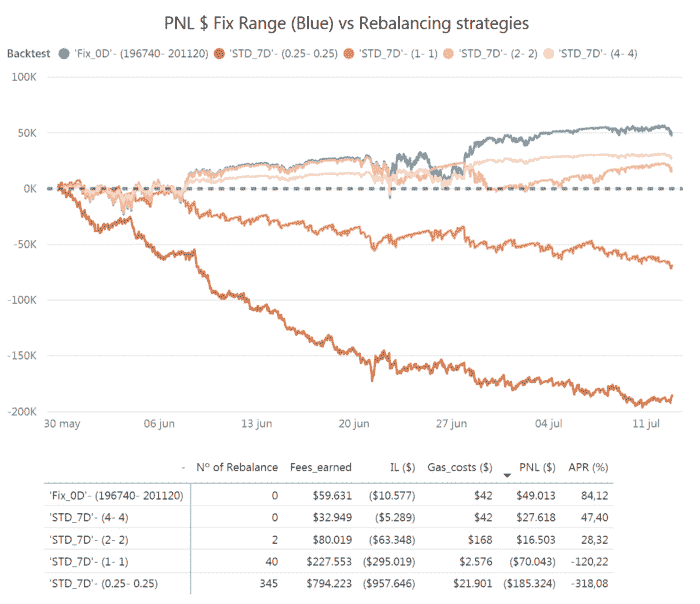 PNL $ Fix Range (Blue) vs Rebalancing strategies
Backtest 'Fix_0D'- (196740- 201120) 'STD_7D'- (0.25- 0.25) 'STD_7D'- (1- 1) 'STD_7D'- (2- 2) 'STD_7D'- (4- 4)
100K
50K
0K
-50K
-100K
-150K
-200K
30 may 06 jun 13 jun 20 jun 27 jun 04 jul 11 jul
- Nº of Rebalance Fees_earned IL ($) Gas_costs ($) PNL ($) APR (%)
'Fix_0D'- (196740- 201120) 0 $59.631 ($10.577) $42 $49.013 84,12
'STD_7D'- (4- 4) 0 $32.949 ($5.289) $42 $27.618 47,40
'STD_7D'- (2- 2) 2 $80.019 ($63.348) $168 $16.503 28,32
'STD_7D'- (1- 1) 40 $227.553 ($295.019) $2.576 ($70.043) -120,22
'STD_7D'- (0.25- 0.25) 345 $794.223 ($957.646) $21.901 ($185.324) -318,08